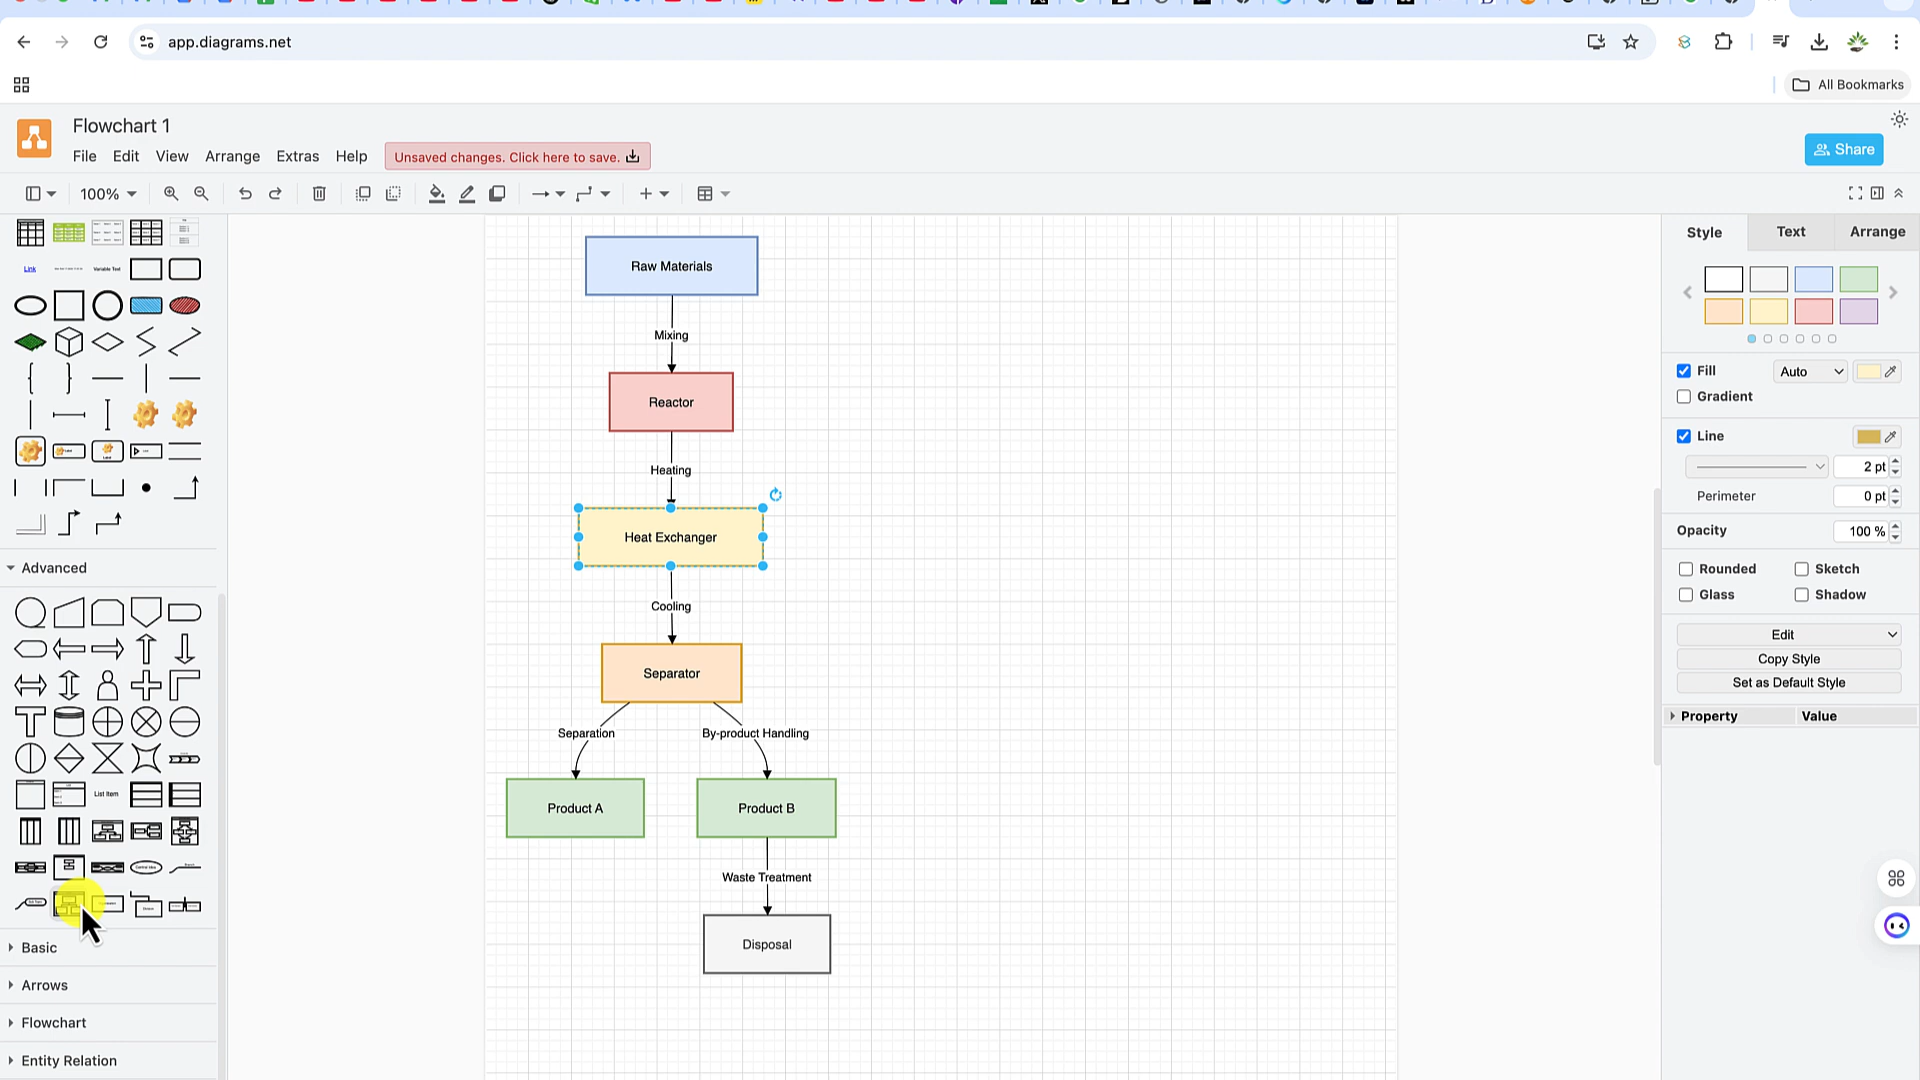 app.diagrams.net
All Bookmarks
Flowchart 1
File Edit View Arrange Extras Help
Unsaved changes. Click here to save.
Share
100%
Style Text Arrange
Link
Variable Text
List Item
Advanced
Basic
Arrows
Flowchart
Entity Relation
Raw Materials
Mixing
Reactor
Heating
Heat Exchanger
Cooling
Separator
Separation
By-product Handling
Product A
Product B
Waste Treatment
Disposal
Fill
Auto
Gradient
Line
2 pt
Perimeter
0 pt
Opacity
100 %
Rounded
Sketch
Glass
Shadow
Edit
Copy Style
Set as Default Style
Property
Value